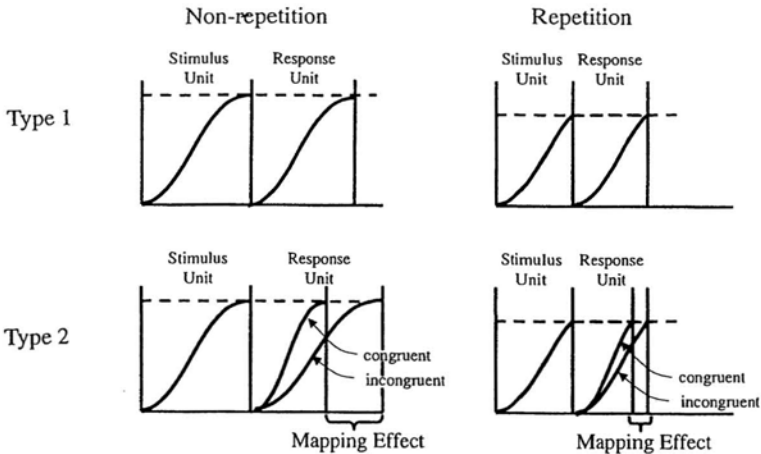 Non-repetition
Repetition
Stimulus Unit
Response Unit
Stimulus Unit
Response Unit
Type 1
Stimulus Unit
Response Unit
Stimulus Unit
Response Unit
Type 2
congruent
incongruent
congruent
incongruent
Mapping Effect
Mapping Effect